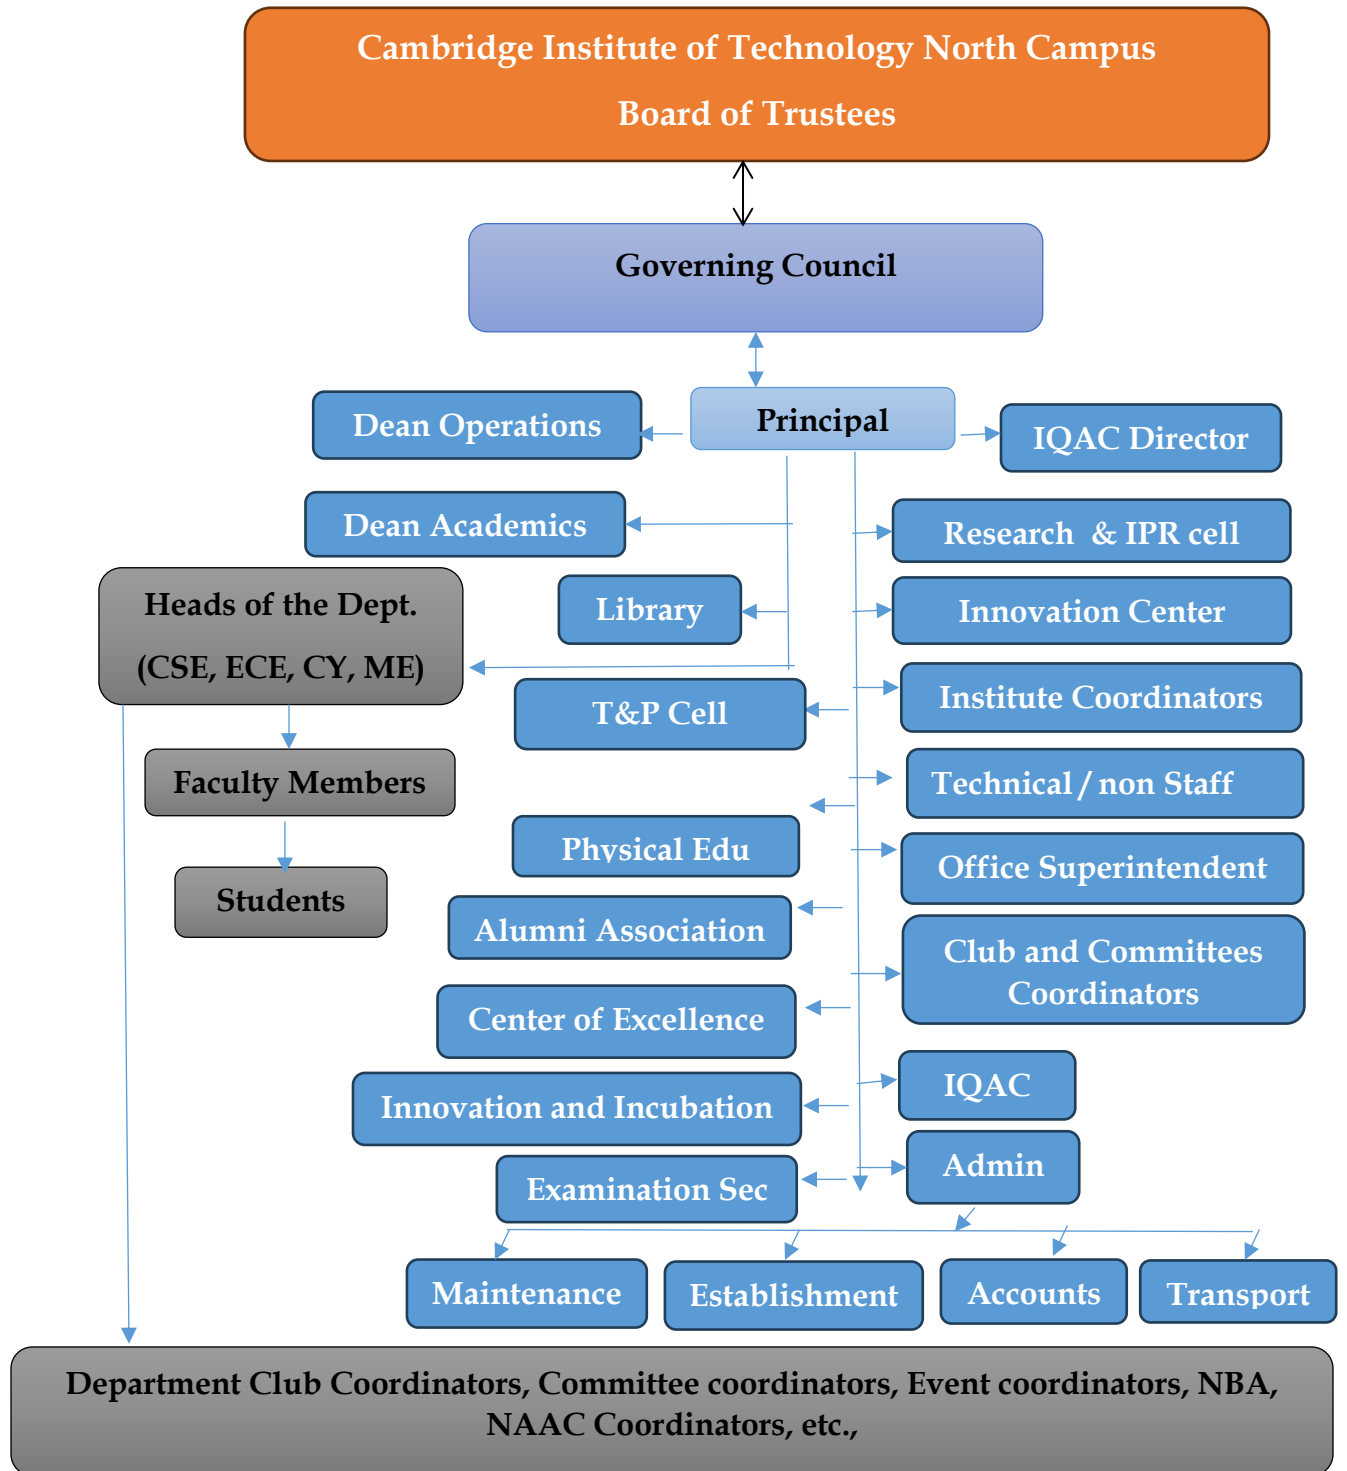 Cambridge Institute of Technology North Campus
Board of Trustees
Governing Council
Dean Operations
Principal
IQAC Director
Dean Academics
Research & IPR cell
Heads of the Dept.
(CSE, ECE, CY, ME)
Library
Innovation Center
T&P Cell
Institute Coordinators
Faculty Members
Technical / non Staff
Physical Edu
Office Superintendent
Students
Alumni Association
Club and Committees
Coordinators
Center of Excellence
IQAC
Innovation and Incubation
Admin
Examination Sec
Maintenance
Establishment
Accounts
Transport
Department Club Coordinators, Committee coordinators, Event coordinators, NBA,
NAAC Coordinators, etc.,